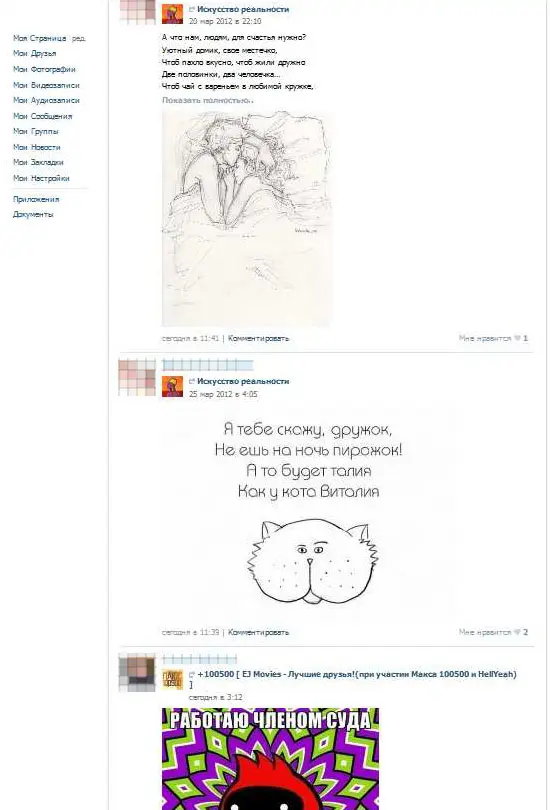 Моя Страница ред.
Мои Друзья
Мои Фотографии
Мои Видеозаписи
Мои Аудиозаписи
Мои Сообщения
Мои Группы
Мои Новости
Мои Закладки
Мои Настройки
Приложения
Документы
Искусство реальности
20 мар 2012 в 22:10
А что нам, людям, для счастья нужно?
Уютный домик, свое местечко,
Чтоб пахло вкусно, чтоб жили дружно
Две половинки, два человечка...
Чтоб чай с вареньем в любимой кружке,
Показать полностью..
сегодня в 11:41 | Комментировать
Мне нравится 1
Искусство реальности
25 мар 2012 в 4:05
Я тебе скажу, дружок,
Не ешь на ночь пирожок!
А то будет талия
Как у кота Виталия
сегодня в 11:39 | Комментировать
Мне нравится 2
+100500 [ EJ Movies - Лучшие друзья!(при участии Макса 100500 и HellYeah)
]
сегодня в 3:12
РАБОТАЮ ЧЛЕНОМ СУДА